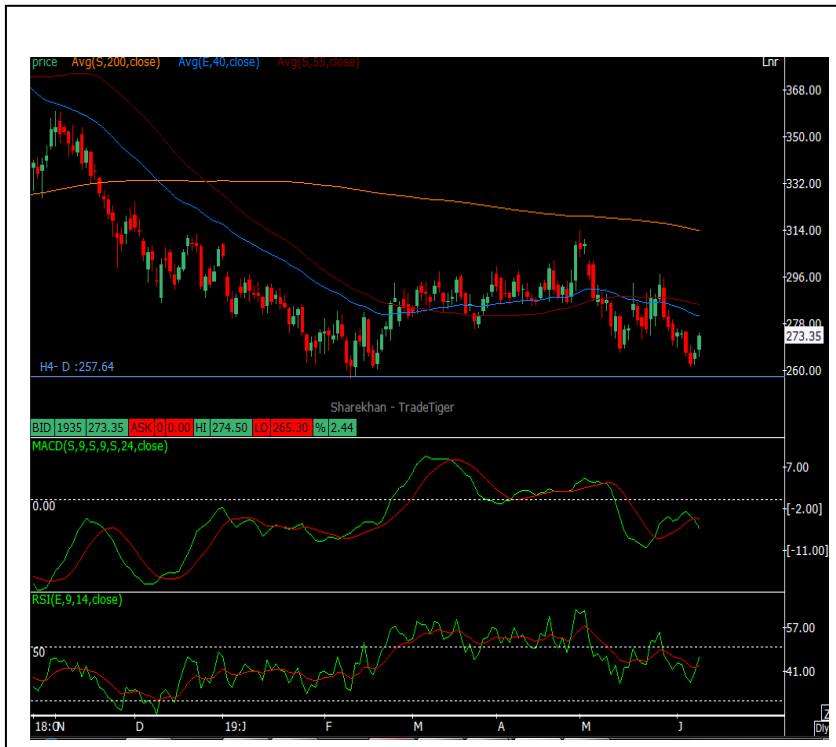 price Avg(S,200,close) Avg(E,40,close) Avg(S,55,close) Lnr
368.00
350.00
332.00
314.00
296.00
278.00
273.35
260.00
H4- D :257.64
Sharekhan - TradeTiger
BID 1935 273.35 ASK 0 0.00 HI 274.50 LO 265.30 % 2.44
MACD(S,9,S,9,S,24,close)
7.00
0.00
[-2.00]
[-11.00]
RSI(E,9,14,close)
57.00
50
41.00
18:O N D 19:J F M A M J
Z
Dly